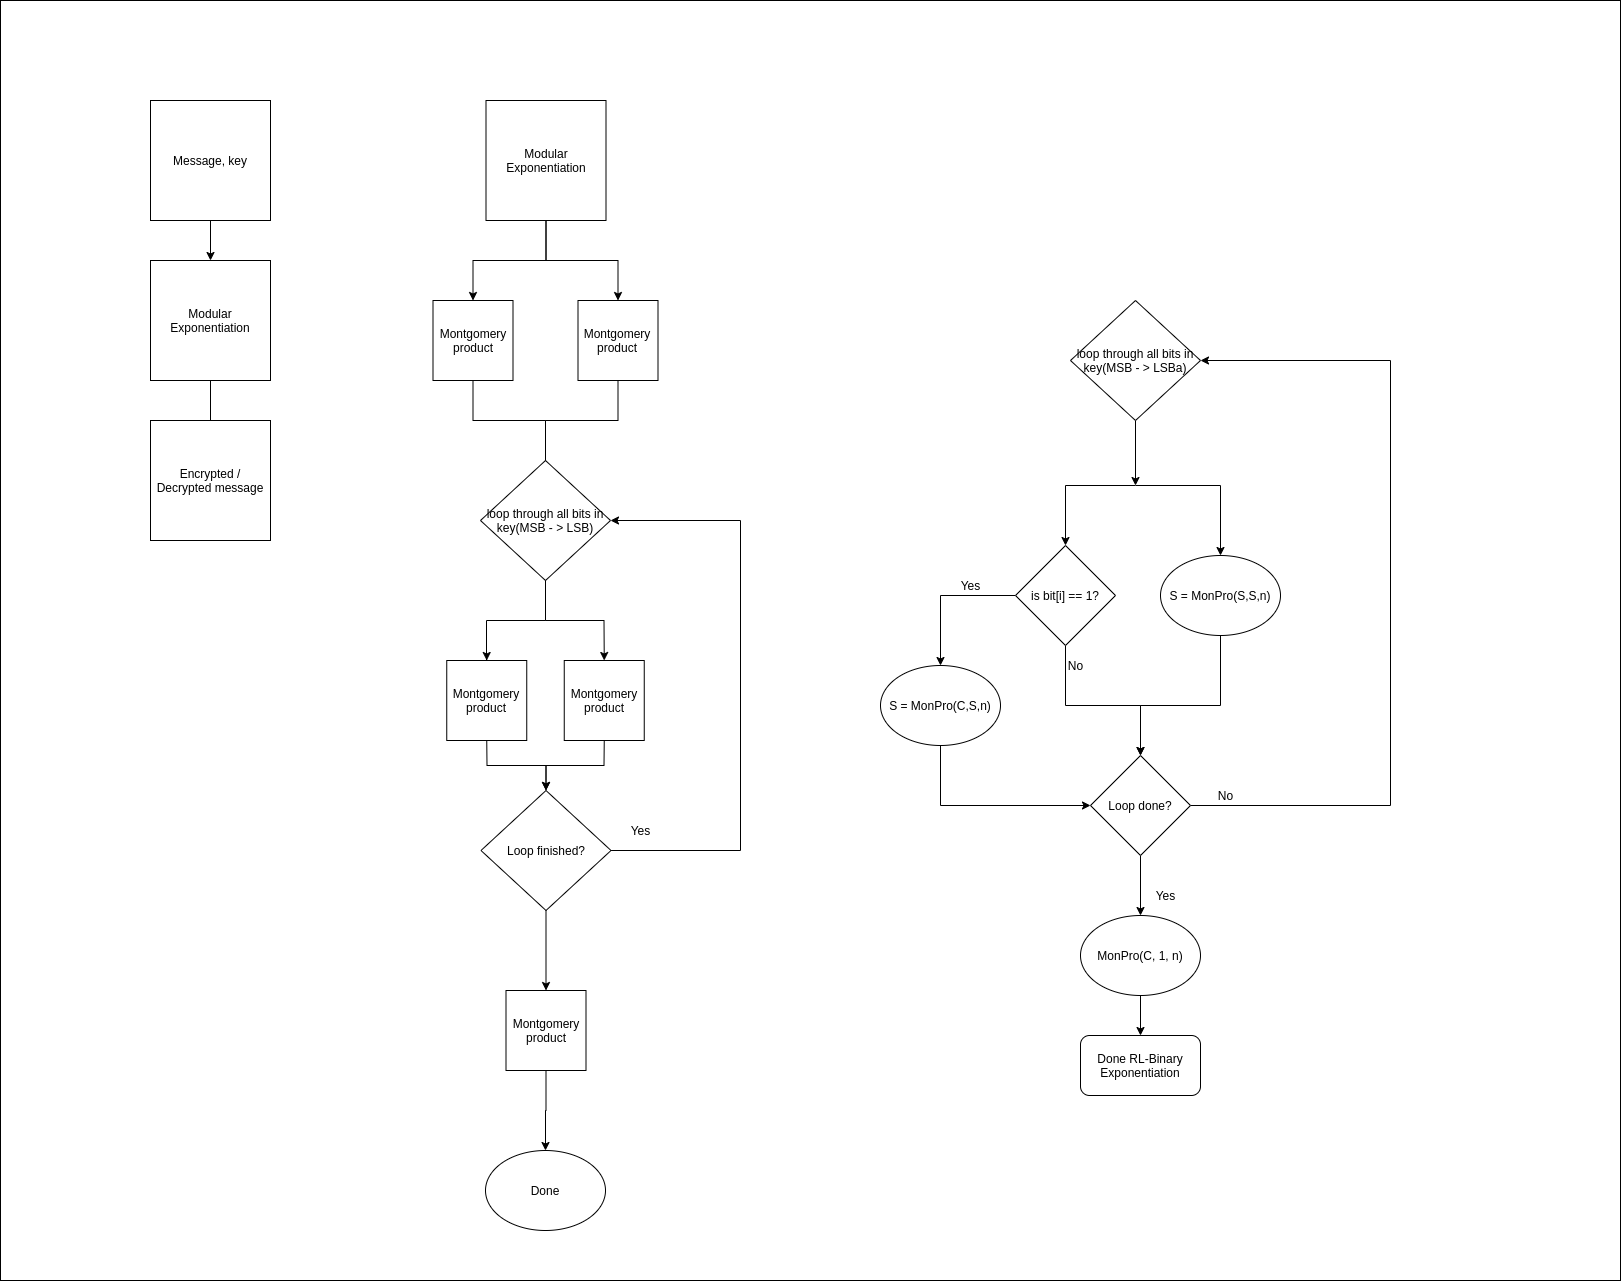 Message, key
Modular
Exponentiation
Encrypted /
Decrypted message
Modular
Exponentiation
Montgomery
product
Montgomery
product
loop through all bits in
key(MSB - > LSB)
Montgomery
product
Montgomery
product
Loop finished?
Yes
Montgomery
product
Done
loop through all bits in
key(MSB - > LSBa)
is bit[i] == 1?
Yes
No
S = MonPro(S,S,n)
S = MonPro(C,S,n)
Loop done?
No
Yes
MonPro(C, 1, n)
Done RL-Binary
Exponentiation